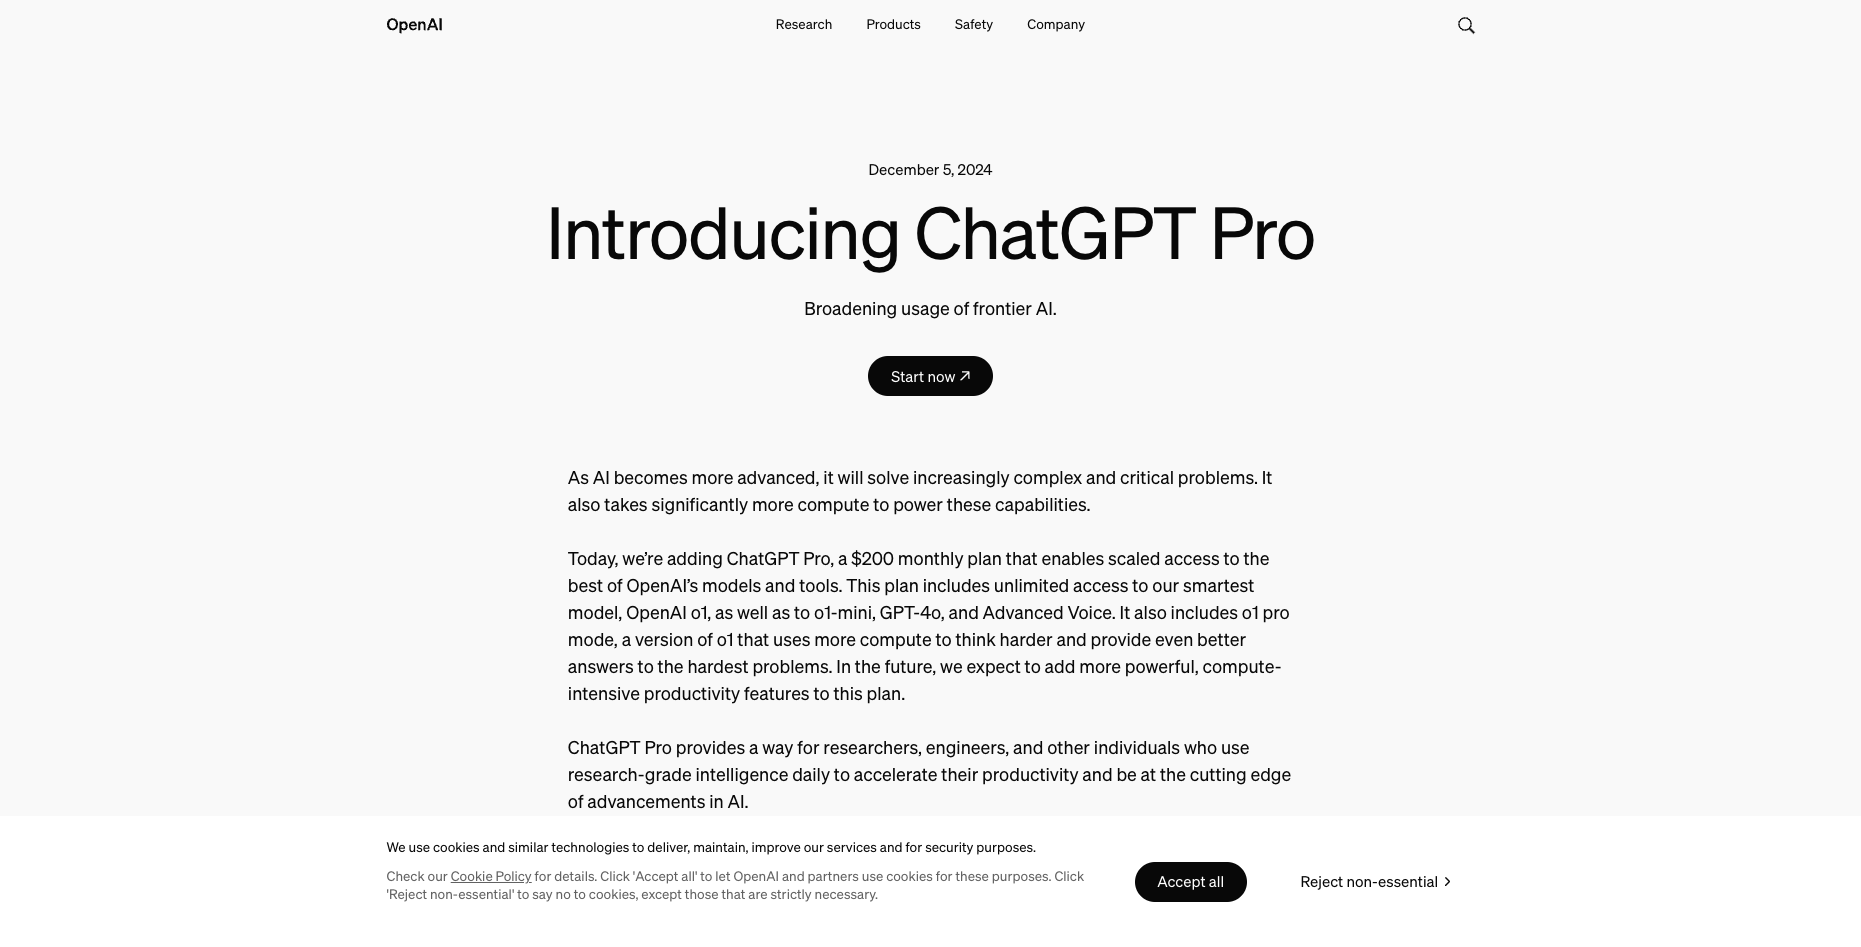 OpenAI
Research
Products
Safety
Company
December 5, 2024
Introducing ChatGPT Pro
Broadening usage of frontier AI.
Start now ↗
As AI becomes more advanced, it will solve increasingly complex and critical problems. It
also takes significantly more compute to power these capabilities.
Today, we’re adding ChatGPT Pro, a $200 monthly plan that enables scaled access to the
best of OpenAI’s models and tools. This plan includes unlimited access to our smartest
model, OpenAI o1, as well as to o1-mini, GPT-4o, and Advanced Voice. It also includes o1 pro
mode, a version of o1 that uses more compute to think harder and provide even better
answers to the hardest problems. In the future, we expect to add more powerful, compute-
intensive productivity features to this plan.
ChatGPT Pro provides a way for researchers, engineers, and other individuals who use
research-grade intelligence daily to accelerate their productivity and be at the cutting edge
of advancements in AI.
We use cookies and similar technologies to deliver, maintain, improve our services and for security purposes.
Check our Cookie Policy for details. Click 'Accept all' to let OpenAI and partners use cookies for these purposes. Click
'Reject non-essential' to say no to cookies, except those that are strictly necessary.
Accept all
Reject non-essential